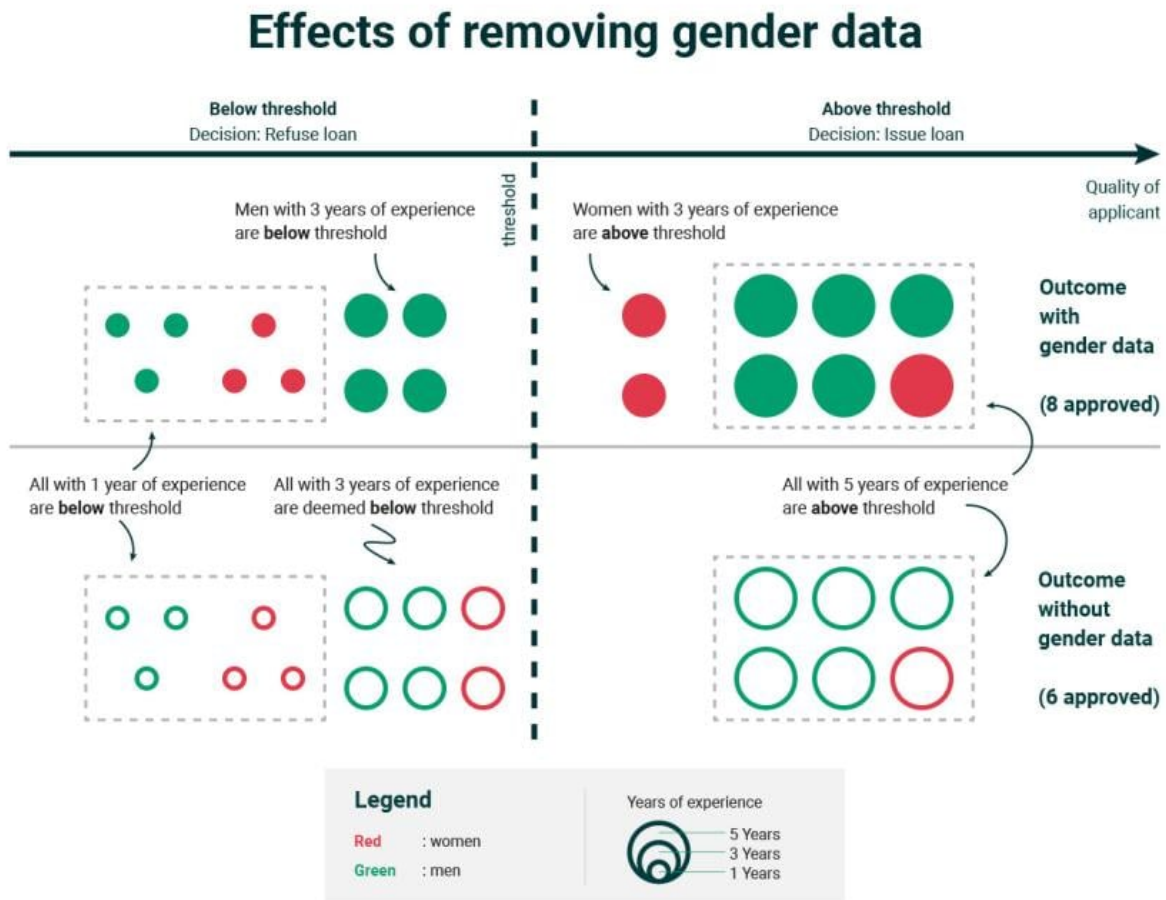 Effects of removing gender data
Below threshold
Decision: Refuse loan
Above threshold
Decision: Issue loan
threshold
Quality of
applicant
Men with 3 years of experience
are below threshold
Women with 3 years of experience
are above threshold
Outcome
with
gender data
(8 approved)
All with 1 year of experience
are below threshold
All with 3 years of experience
are deemed below threshold
All with 5 years of experience
are above threshold
Outcome
without
gender data
(6 approved)
Legend
Red : women
Green : men
Years of experience
5 Years
3 Years
1 Years